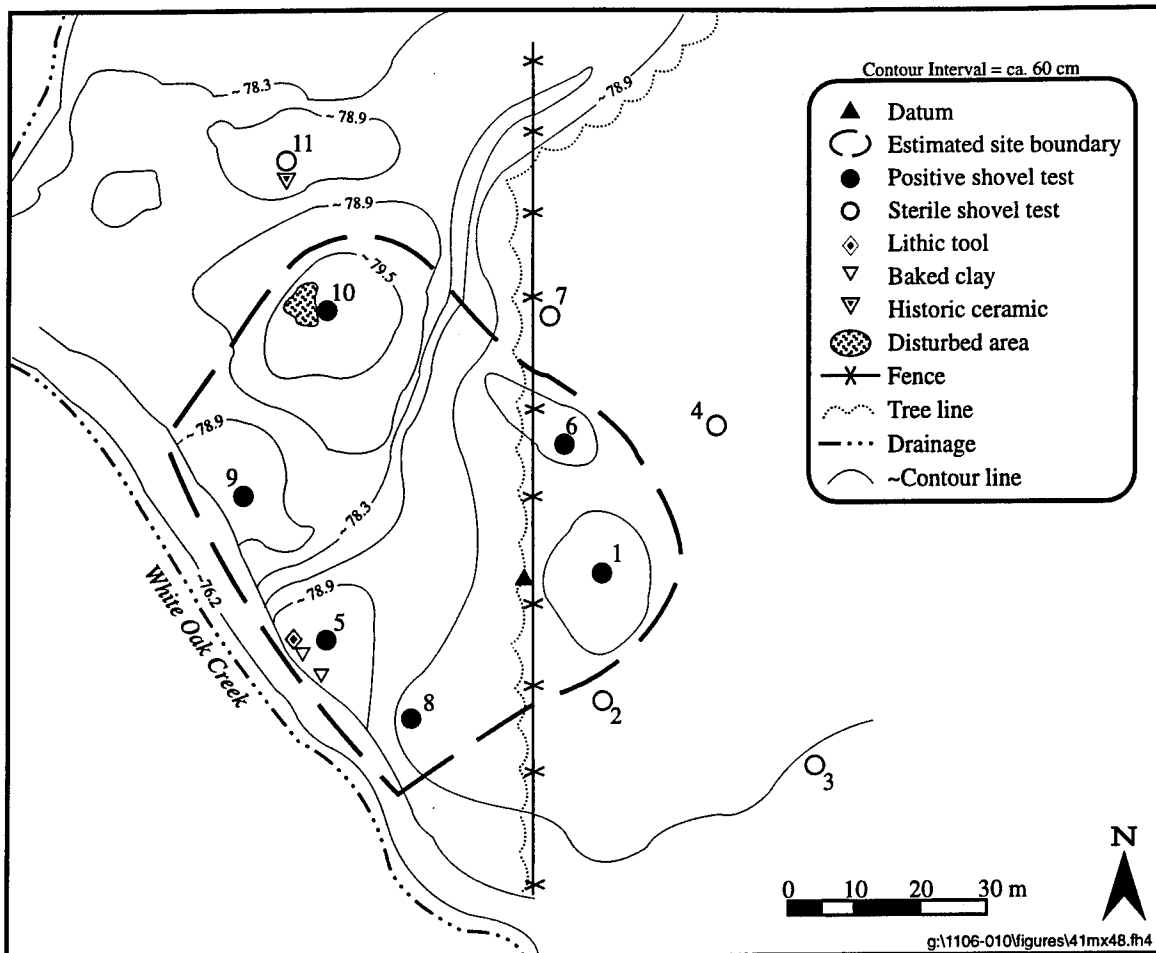 Contour Interval = ca. 60 cm
Datum
Estimated site boundary
Positive shovel test
Sterile shovel test
Lithic tool
Baked clay
Historic ceramic
Disturbed area
Fence
Tree line
Drainage
~Contour line
~ 78.3
~ 78.9
~ 78.9
11
~ 78.9
~ 79.5
10
7
4
6
~ 78.9
9
~ 78.3
1
~ 78.9
5
~76.2
White Oak Creek
8
2
3
N
0 10 20 30 m
g:\1106-010\figures\41mx48.fh4